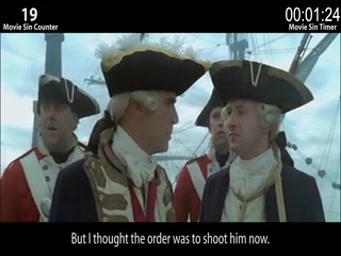 19
Movie Sin Counter
00:01:24
Movie Sin Timer
But I thought the order was to shoot him now.